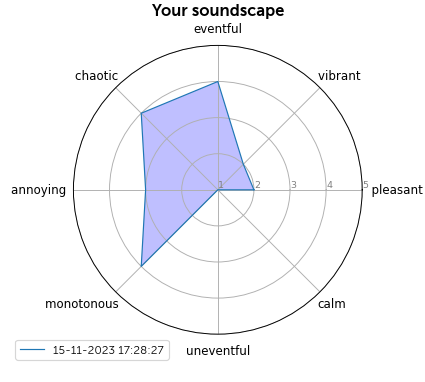 Your soundscape
eventful
chaotic
vibrant
annoying
1 2 3 4 5
pleasant
monotonous
calm
uneventful
15-11-2023 17:28:27